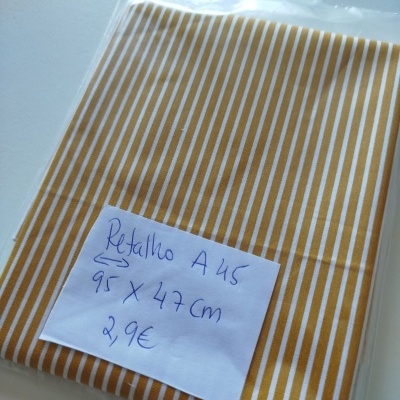 Retalho A45
↔
95 x 47 cm
2,9€